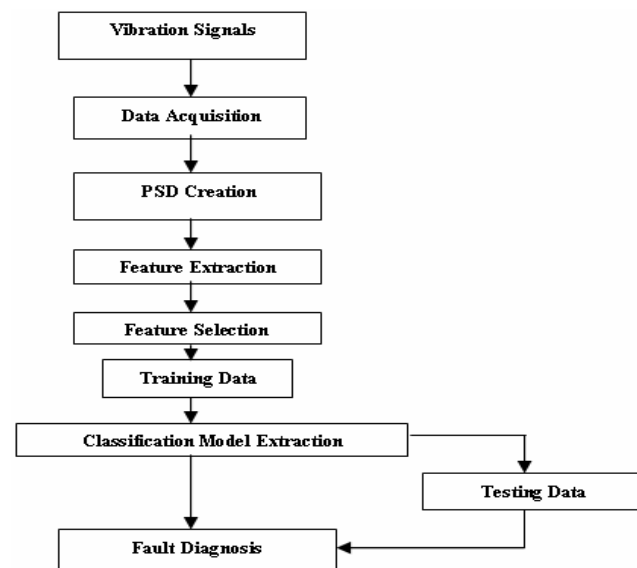 Vibration Signals
Data Acquisition
PSD Creation
Feature Extraction
Feature Selection
Training Data
Classification Model Extraction
Testing Data
Fault Diagnosis